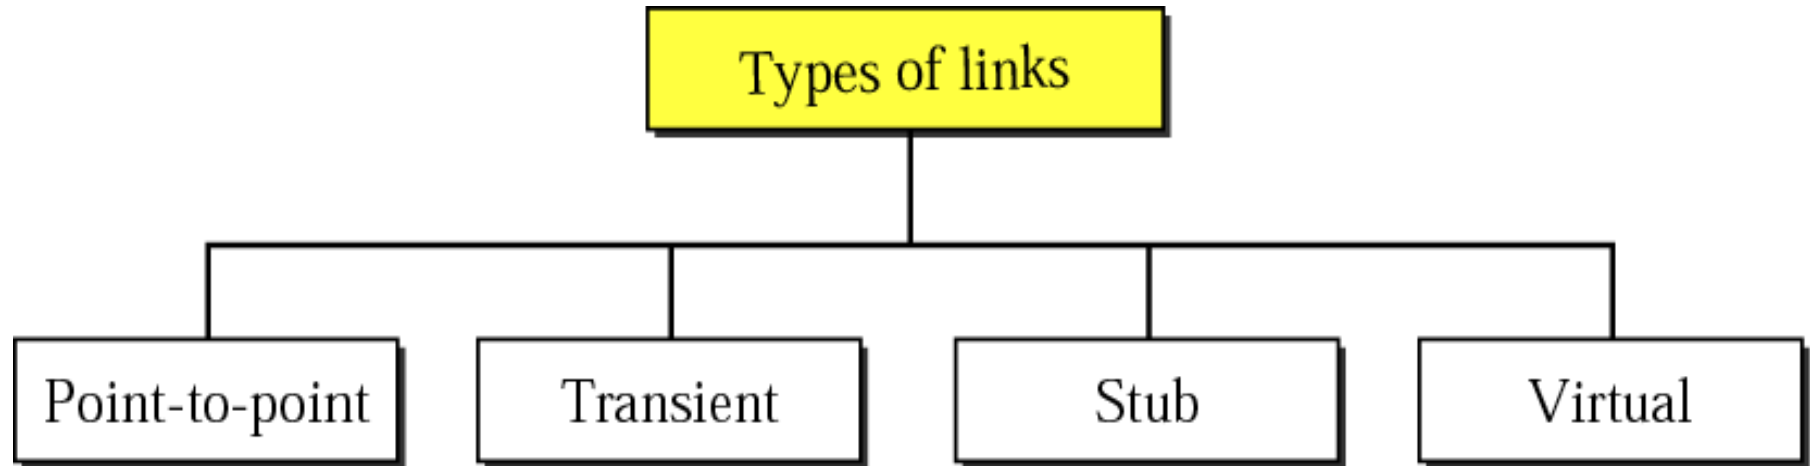 Types of links
Point-to-point
Transient
Stub
Virtual